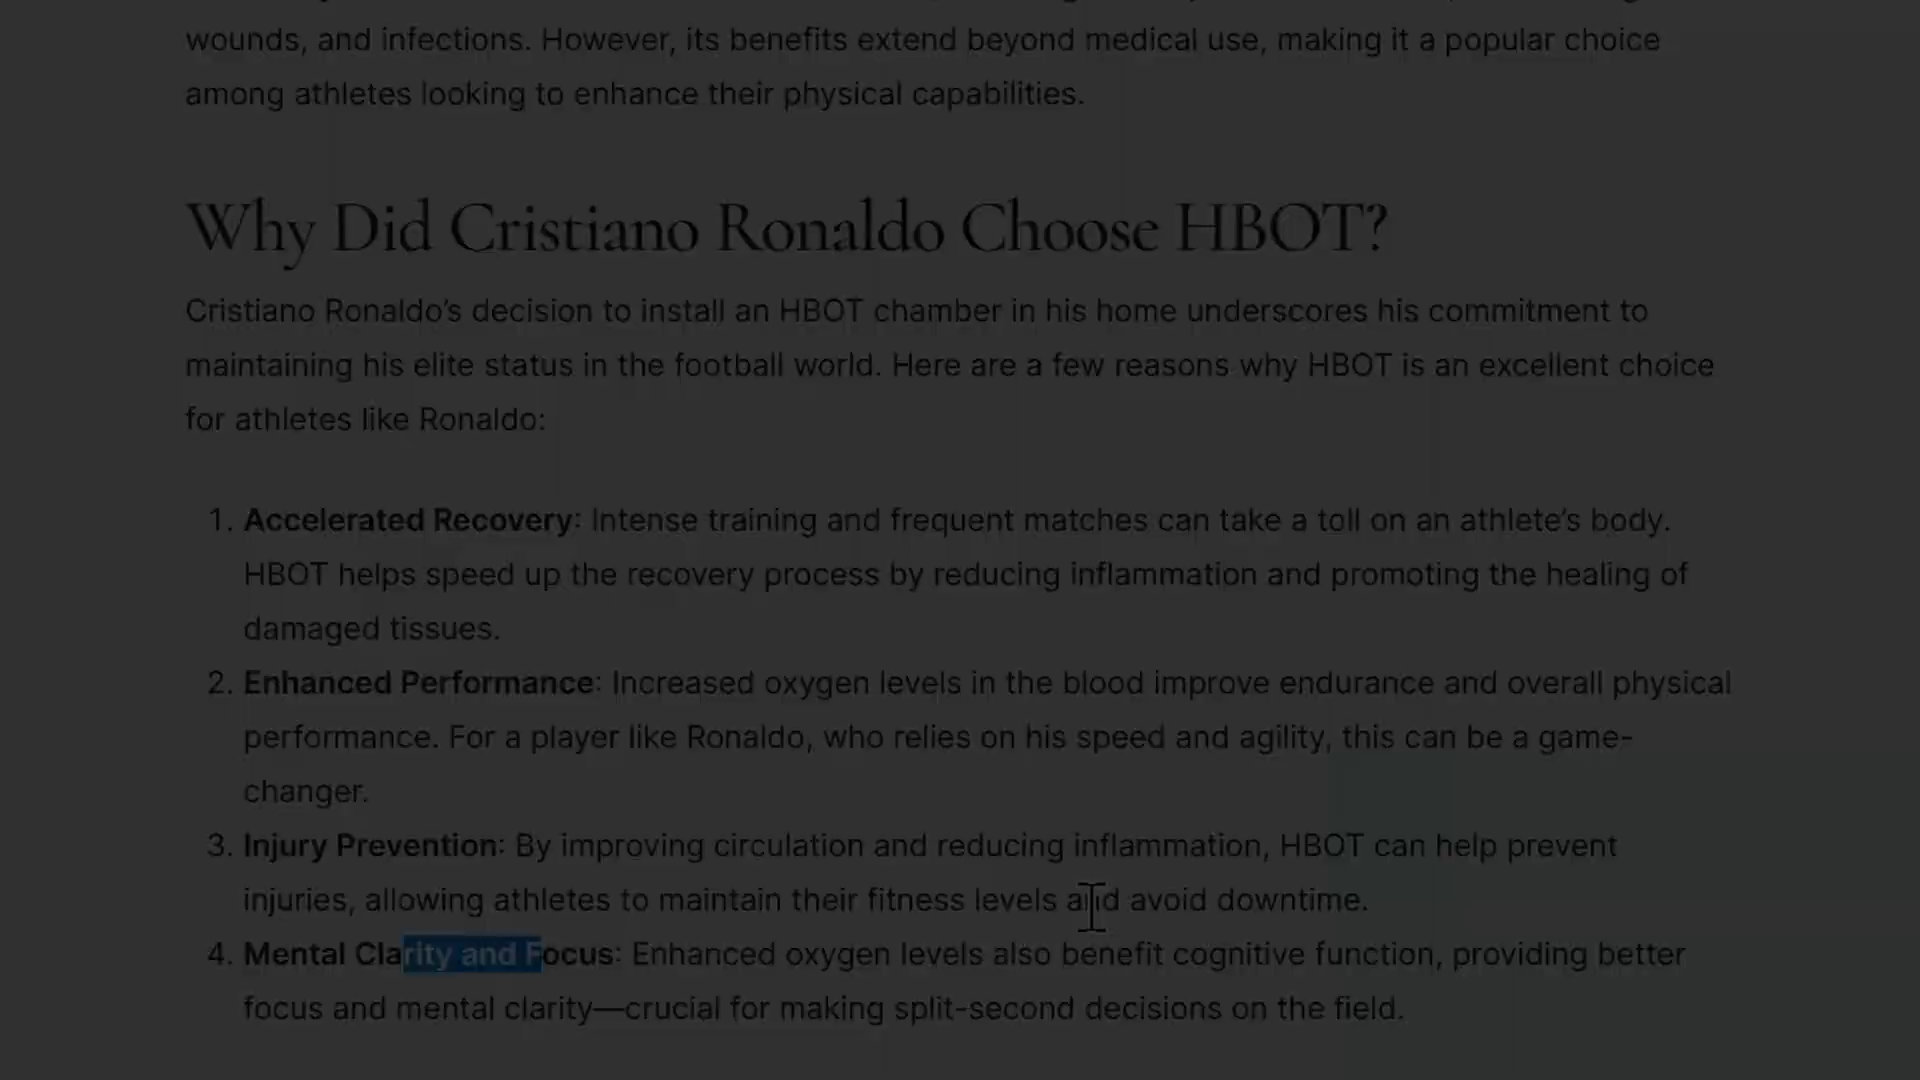 wounds, and infections. However, its benefits extend beyond medical use, making it a popular choice
among athletes looking to enhance their physical capabilities.
Why Did Cristiano Ronaldo Choose HBOT?
Cristiano Ronaldo’s decision to install an HBOT chamber in his home underscores his commitment to
maintaining his elite status in the football world. Here are a few reasons why HBOT is an excellent choice
for athletes like Ronaldo:
1. Accelerated Recovery: Intense training and frequent matches can take a toll on an athlete’s body.
HBOT helps speed up the recovery process by reducing inflammation and promoting the healing of
damaged tissues.
2. Enhanced Performance: Increased oxygen levels in the blood improve endurance and overall physical
performance. For a player like Ronaldo, who relies on his speed and agility, this can be a game-
changer.
3. Injury Prevention: By improving circulation and reducing inflammation, HBOT can help prevent
injuries, allowing athletes to maintain their fitness levels and avoid downtime.
4. Mental Clarity and Focus: Enhanced oxygen levels also benefit cognitive function, providing better
focus and mental clarity—crucial for making split-second decisions on the field.